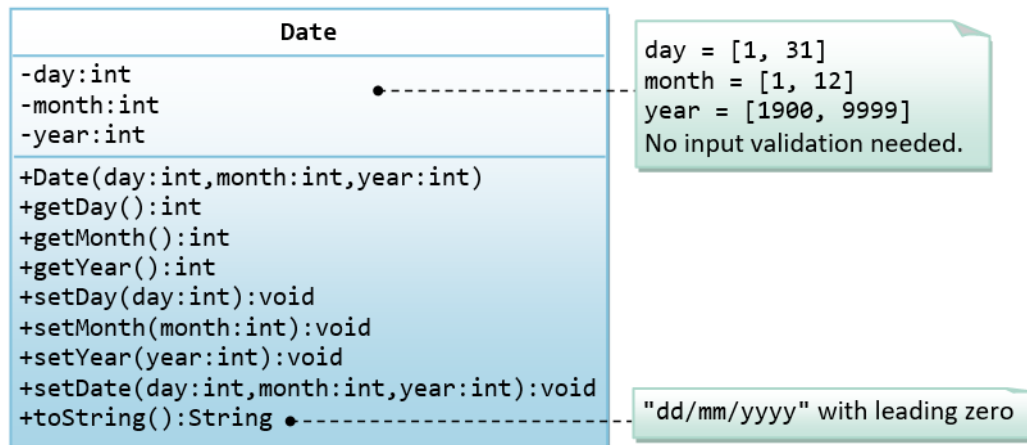 Date
-day:int
-month:int
-year:int
day = [1, 31]
month = [1, 12]
year = [1900, 9999]
No input validation needed.
+Date(day:int,month:int,year:int)
+getDay():int
+getMonth():int
+getYear():int
+setDay(day:int):void
+setMonth(month:int):void
+setYear(year:int):void
+setDate(day:int,month:int,year:int):void
+toString():String
"dd/mm/yyyy" with leading zero